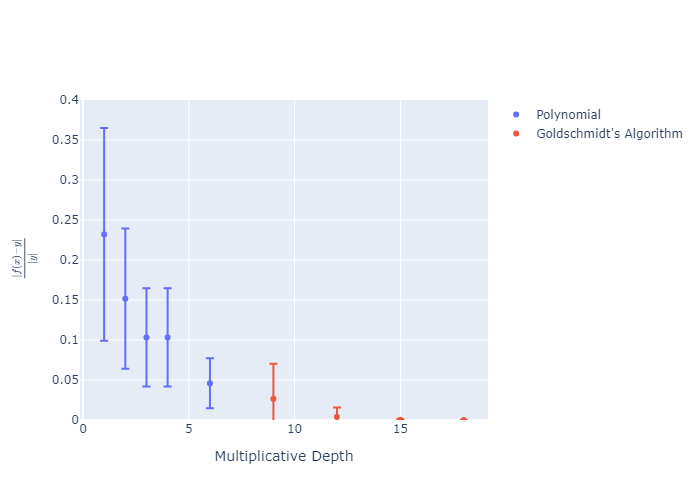 0.4
0.35
0.3
0.25
0.2
0.15
0.1
0.05
0
0
5
10
15
Multiplicative Depth
|f(x)−y|
|y|
Polynomial
Goldschmidt's Algorithm